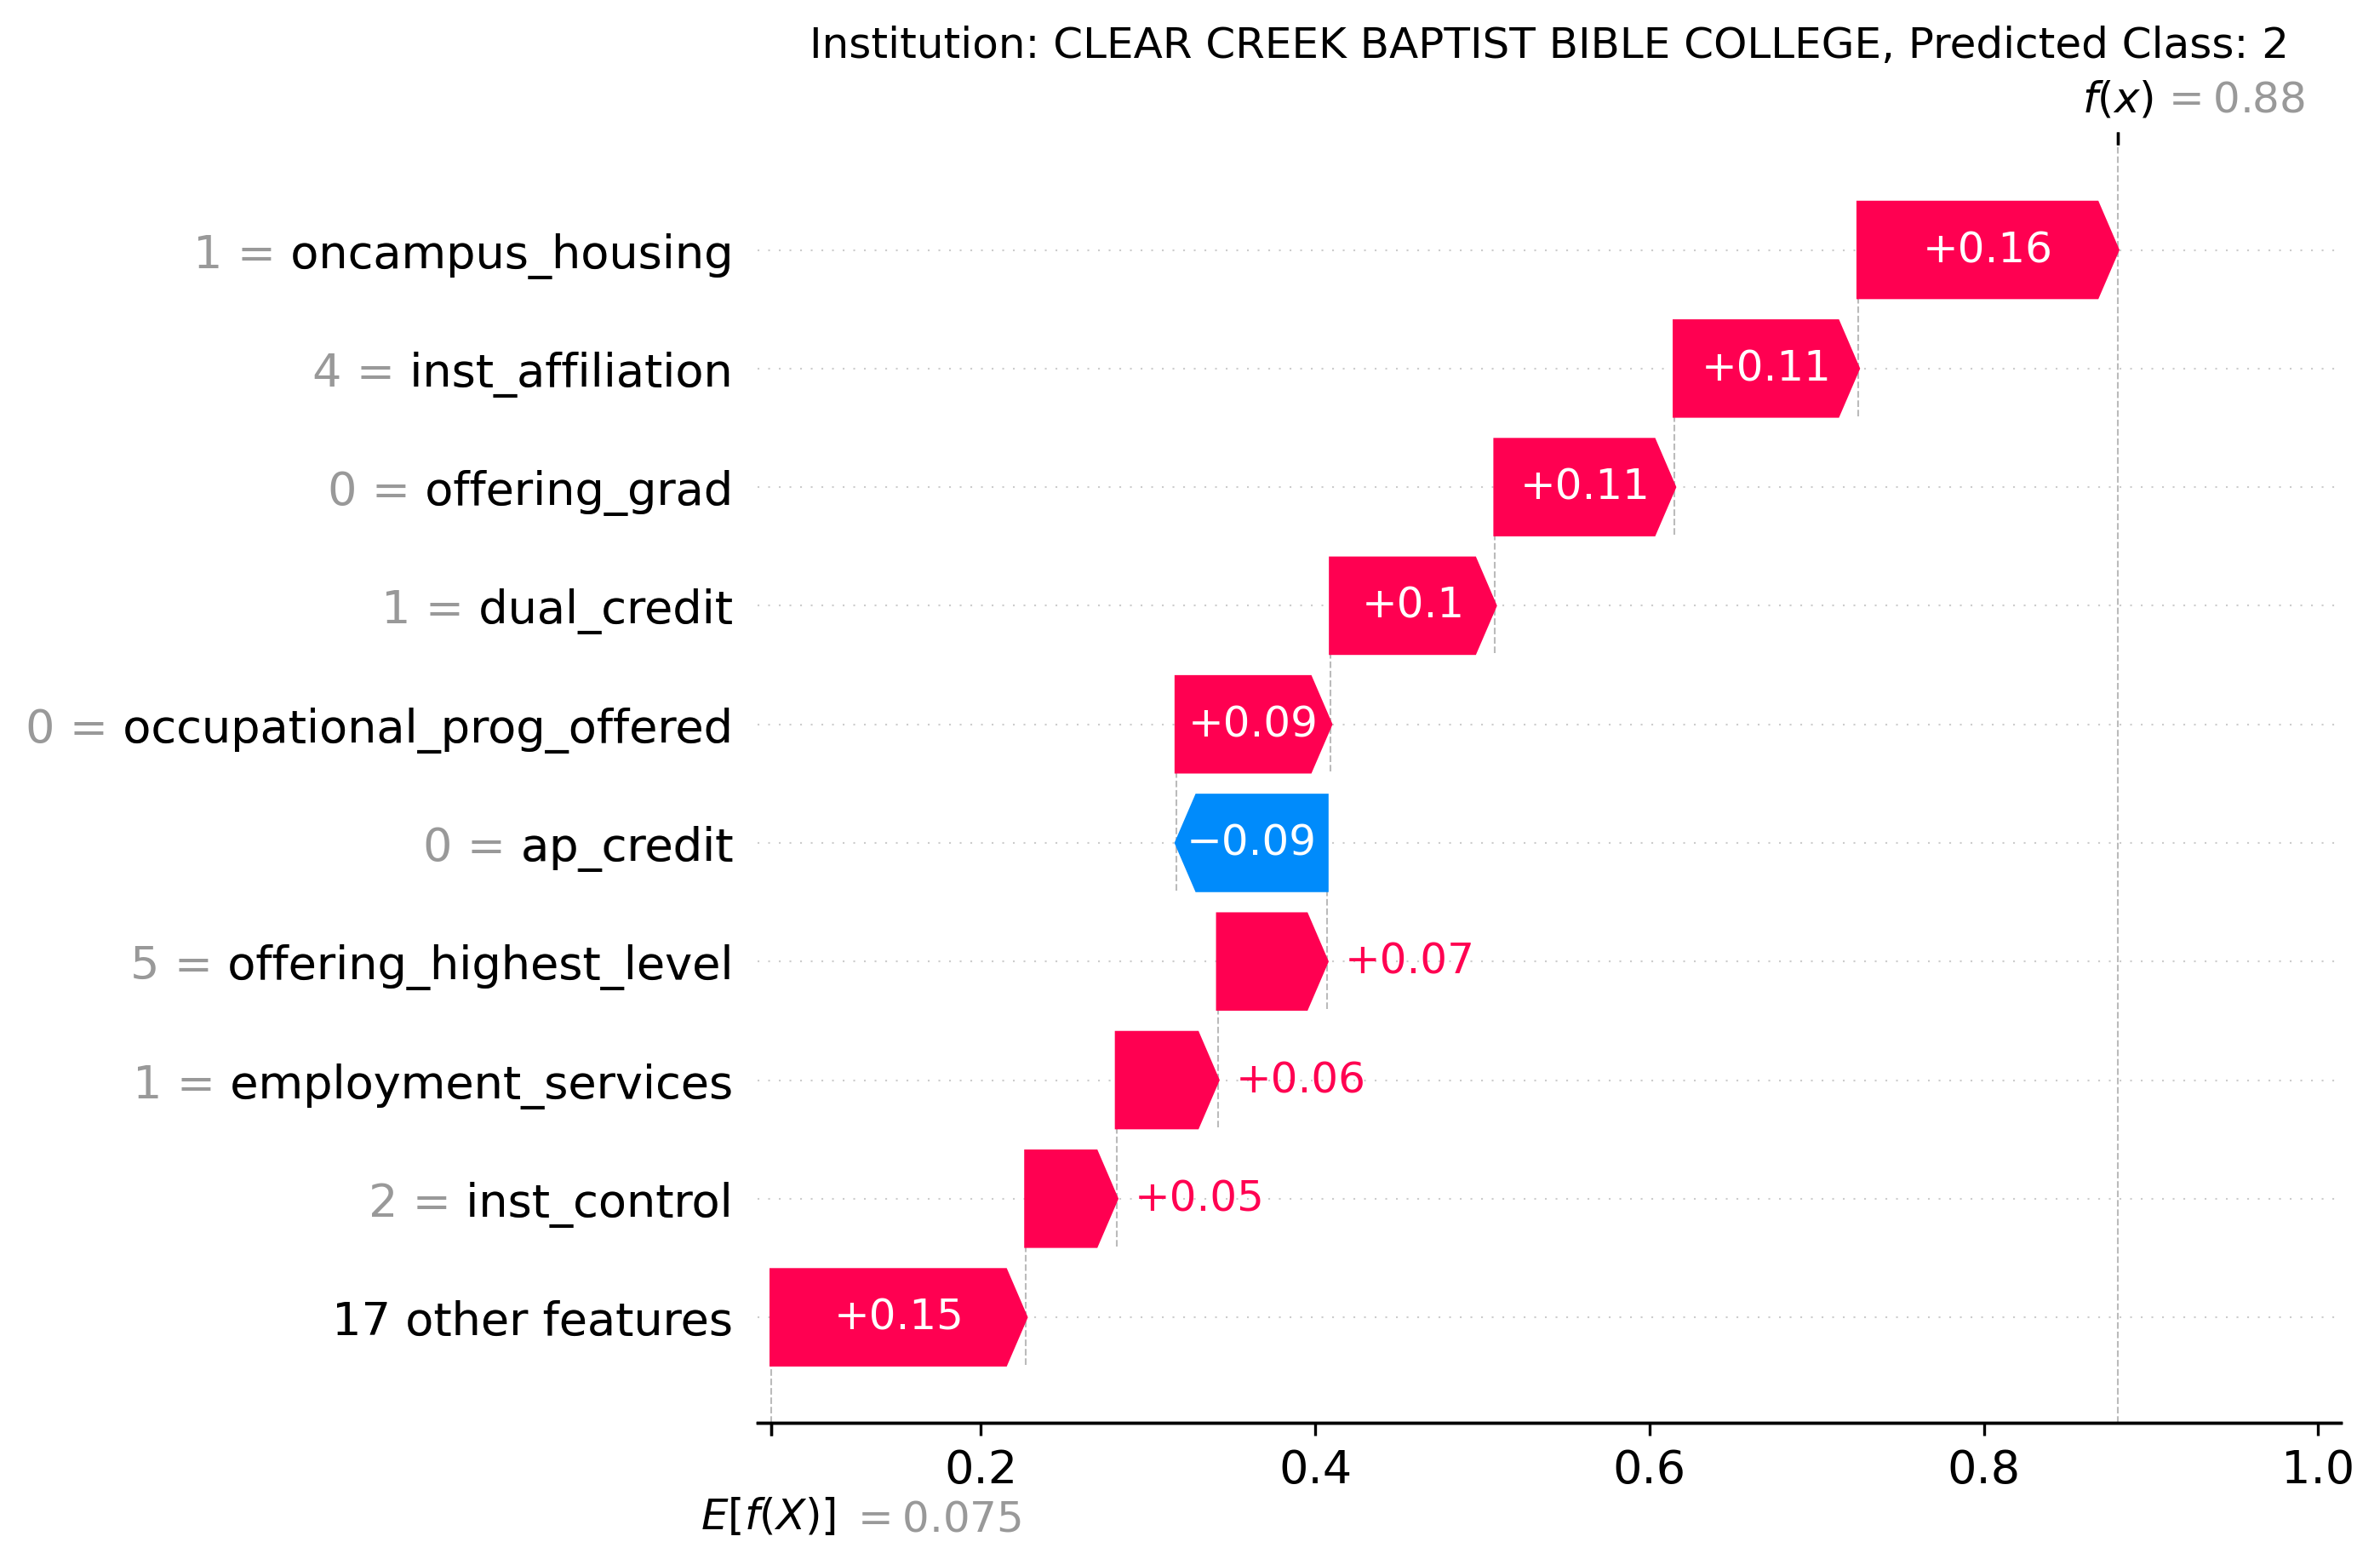 Institution: CLEAR CREEK BAPTIST BIBLE COLLEGE, Predicted Class: 2
f(x) = 0.88
1 = oncampus_housing +0.16
4 = inst_affiliation +0.11
0 = offering_grad +0.11
1 = dual_credit +0.1
0 = occupational_prog_offered +0.09
0 = ap_credit −0.09
5 = offering_highest_level +0.07
1 = employment_services +0.06
2 = inst_control +0.05
17 other features +0.15
0.2 0.4 0.6 0.8 1.0
E[f(X)] = 0.075